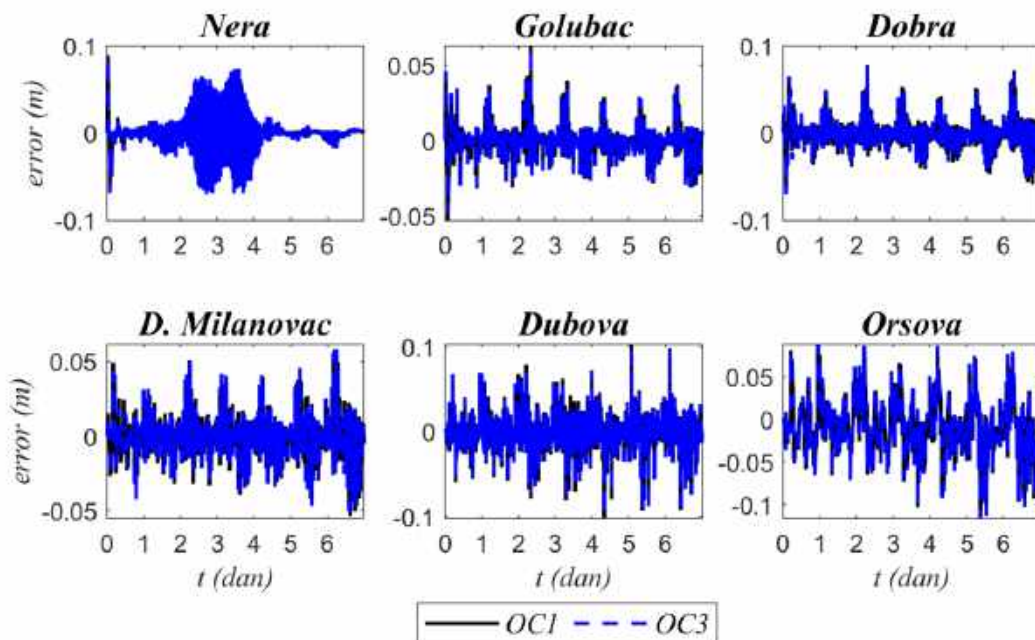 Nera Golubac Dobra
0.1 0.05 0.1
error (m) 0 0 0
-0.1 -0.05 -0.1
0 1 2 3 4 5 6 0 1 2 3 4 5 6 0 1 2 3 4 5 6
D. Milanovac Dubova Orsova
0.05 0.1 0.05
error (m) 0 0 0
-0.05
-0.05 -0.1 -0.1
0 1 2 3 4 5 6 0 1 2 3 4 5 6 0 1 2 3 4 5 6
t (dan) t (dan) t (dan)
OC1 OC3